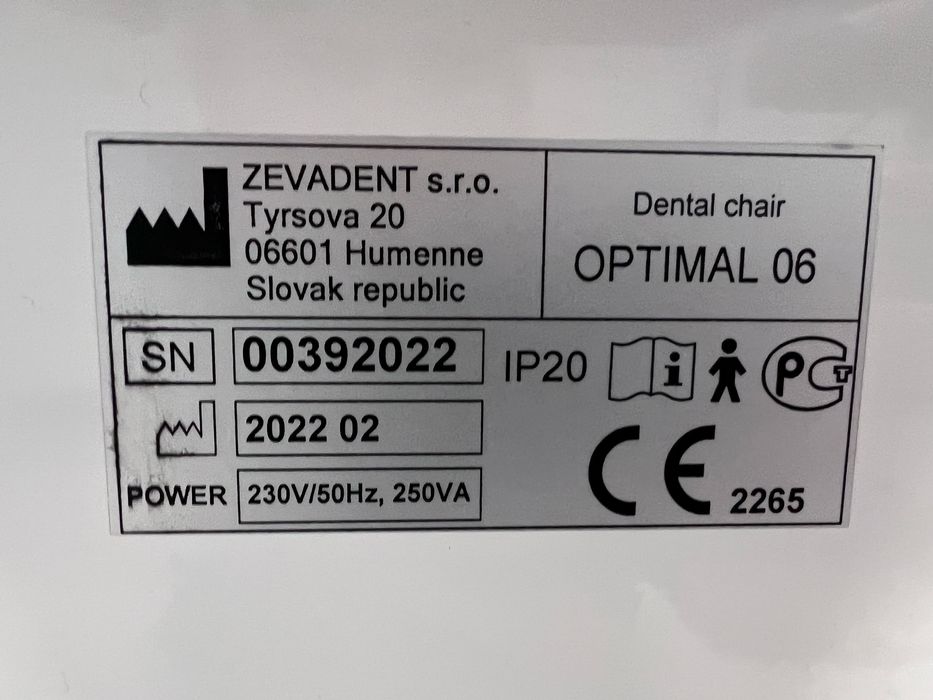 ZEVADENT s.r.o.
Tyrsova 20
06601 Humenne
Slovak republic
Dental chair
OPTIMAL 06
SN 00392022
IP20
2022 02
POWER 230V/50Hz, 250VA
CE 2265